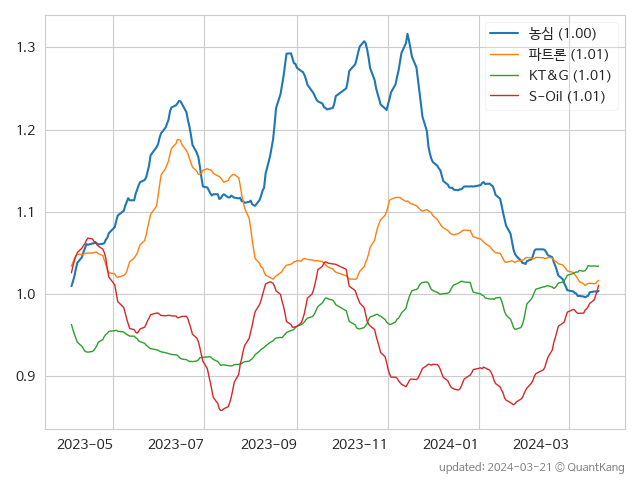 농심 (1.00)
파트론 (1.01)
KT&G (1.01)
S-Oil (1.01)
1.3
1.2
1.1
1.0
0.9
2023-05 2023-07 2023-09 2023-11 2024-01 2024-03
updated: 2024-03-21 © QuantKang